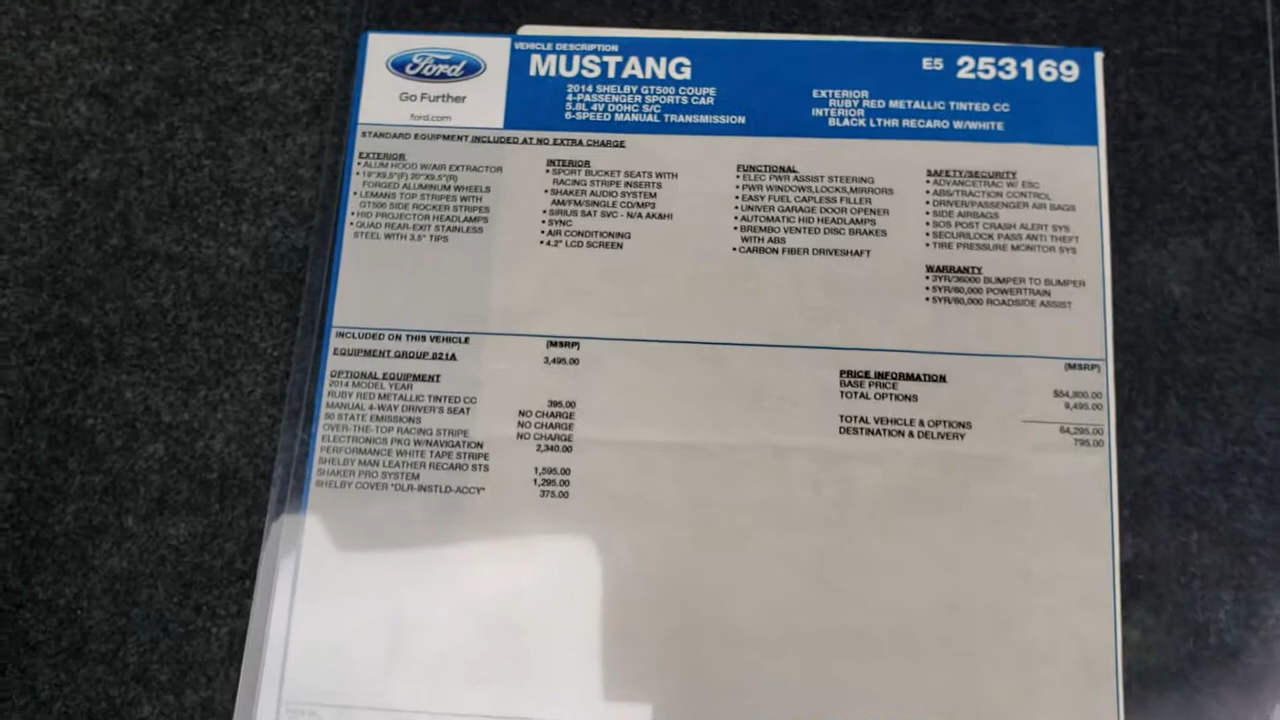 Ford
Go Further
ford.com
VEHICLE DESCRIPTION
MUSTANG
2014 SHELBY GT500 COUPE
4-PASSENGER SPORTS CAR
5.8L 4V DOHC S/C
6-SPEED MANUAL TRANSMISSION
E5 253169
EXTERIOR
RUBY RED METALLIC TINTED CC
INTERIOR
BLACK LTHR RECARO W/WHITE
STANDARD EQUIPMENT INCLUDED AT NO EXTRA CHARGE
EXTERIOR
• ALUM HOOD W/AIR EXTRACTOR
• 19"X9.5"(F) 20"X9.5"(R)
FORGED ALUMINUM WHEELS
• LEMANS TOP STRIPES WITH
GT500 SIDE ROCKER STRIPES
• HID PROJECTOR HEADLAMPS
• QUAD REAR-EXIT STAINLESS
STEEL WITH 3.5" TIPS
INTERIOR
• SPORT BUCKET SEATS WITH
RACING STRIPE INSERTS
• SHAKER AUDIO SYSTEM
AM/FM/SINGLE CD/MP3
• SIRIUS SAT SVC - N/A AK&HI
• SYNC
• AIR CONDITIONING
• 4.2" LCD SCREEN
FUNCTIONAL
• ELEC PWR ASSIST STEERING
• PWR WINDOWS,LOCKS,MIRRORS
• EASY FUEL CAPLESS FILLER
• UNIVER GARAGE DOOR OPENER
• AUTOMATIC HID HEADLAMPS
• BREMBO VENTED DISC BRAKES
WITH ABS
• CARBON FIBER DRIVESHAFT
SAFETY/SECURITY
• ADVANCETRAC W/ ESC
• ABS/TRACTION CONTROL
• DRIVER/PASSENGER AIR BAGS
• SIDE AIRBAGS
• SOS POST CRASH ALERT SYS
• SECURILOCK PASS ANTI THEFT
• TIRE PRESSURE MONITOR SYS
WARRANTY
• 3YR/36000 BUMPER TO BUMPER
• 5YR/60,000 POWERTRAIN
• 5YR/60,000 ROADSIDE ASSIST
INCLUDED ON THIS VEHICLE (MSRP)
EQUIPMENT GROUP 821A 3,495.00
OPTIONAL EQUIPMENT
2014 MODEL YEAR
RUBY RED METALLIC TINTED CC 395.00
MANUAL 4-WAY DRIVER'S SEAT NO CHARGE
50 STATE EMISSIONS NO CHARGE
OVER-THE-TOP RACING STRIPE NO CHARGE
ELECTRONICS PKG W/NAVIGATION 2,340.00
PERFORMANCE WHITE TAPE STRIPE
SHELBY MAN LEATHER RECARO STS 1,595.00
SHAKER PRO SYSTEM 1,295.00
SHELBY COVER "DLR-INSTLD-ACCY" 375.00
PRICE INFORMATION (MSRP)
BASE PRICE $54,800.00
TOTAL OPTIONS 9,495.00
TOTAL VEHICLE & OPTIONS 64,295.00
DESTINATION & DELIVERY 795.00